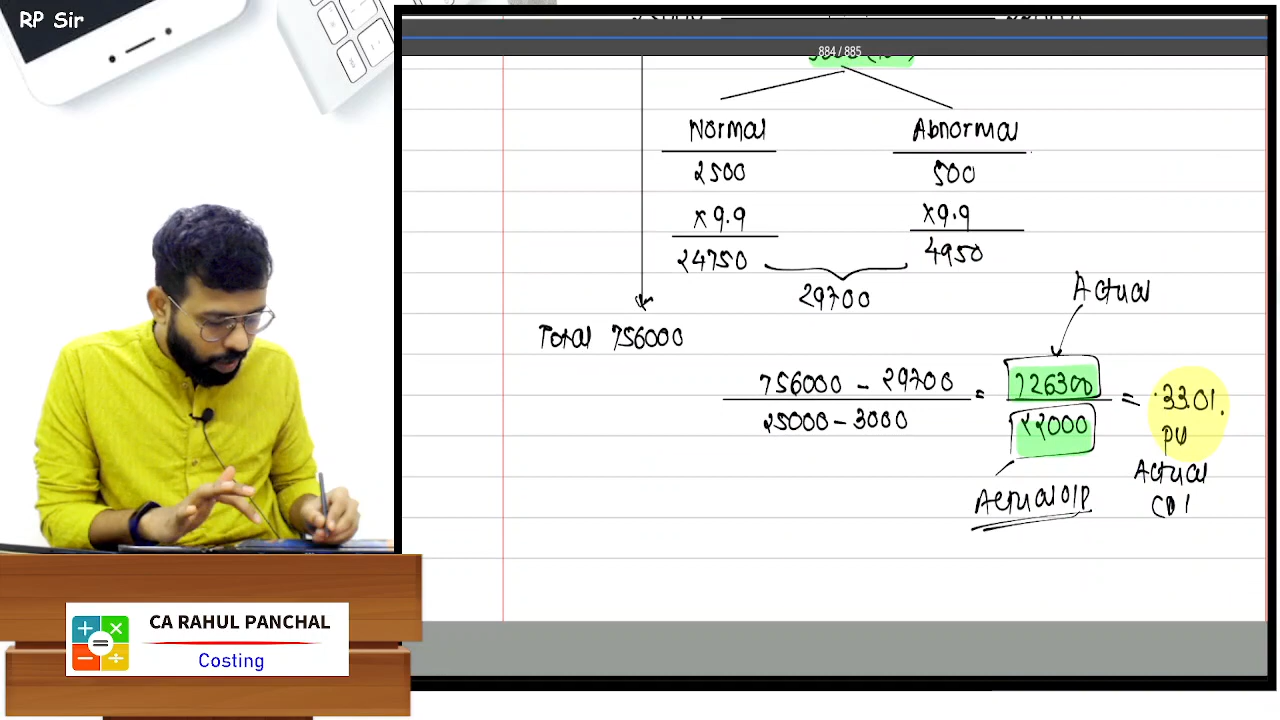 RP Sir
884 / 885
Normal
Abnormal
2500
500
x 9.9
x 9.9
24750
4950
29700
Actual
Total 756000
756000 - 29700 = 726300 = 33.01.
25000 - 3000
22000
pu
Actual
Actual O/P
CA RAHUL PANCHAL
Costing